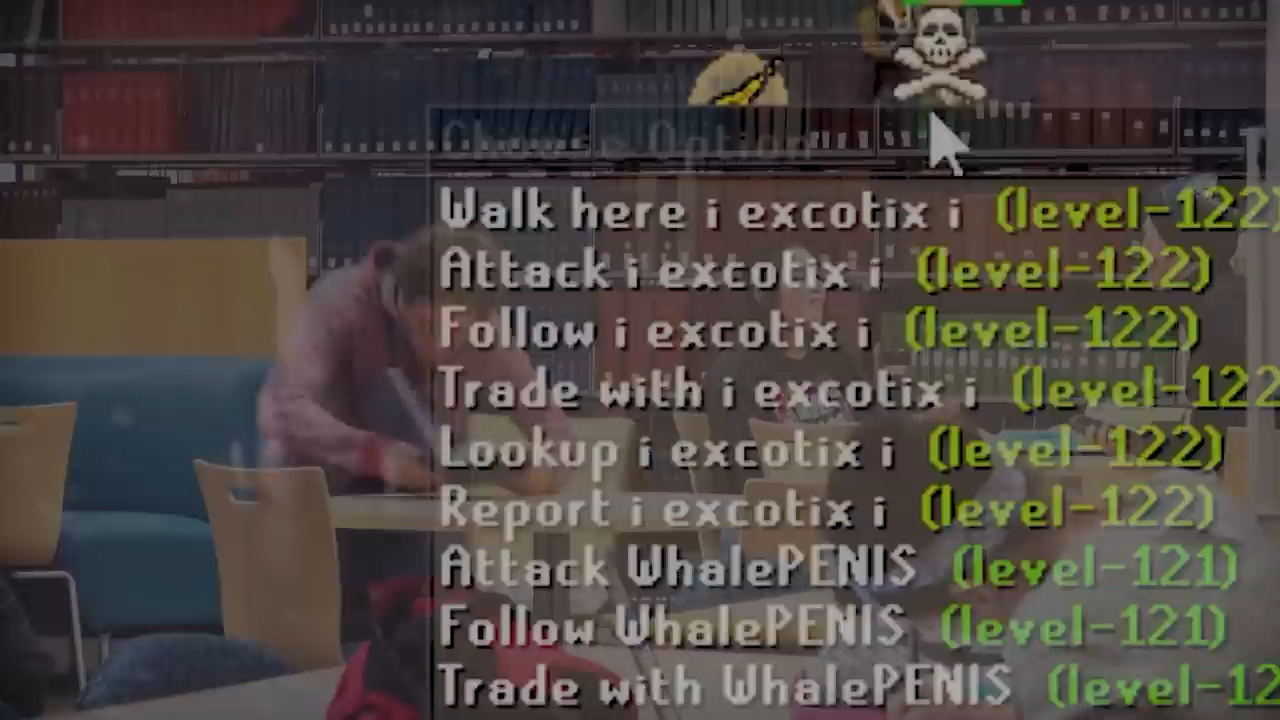 Choose Option
Walk here i excotix i (level-122)
Attack i excotix i (level-122)
Follow i excotix i (level-122)
Trade with i excotix i (level-122
Lookup i excotix i (level-122)
Report i excotix i (level-122)
Attack WhalePENIS (level-121)
Follow WhalePENIS (level-121)
Trade with WhalePENIS (level-12